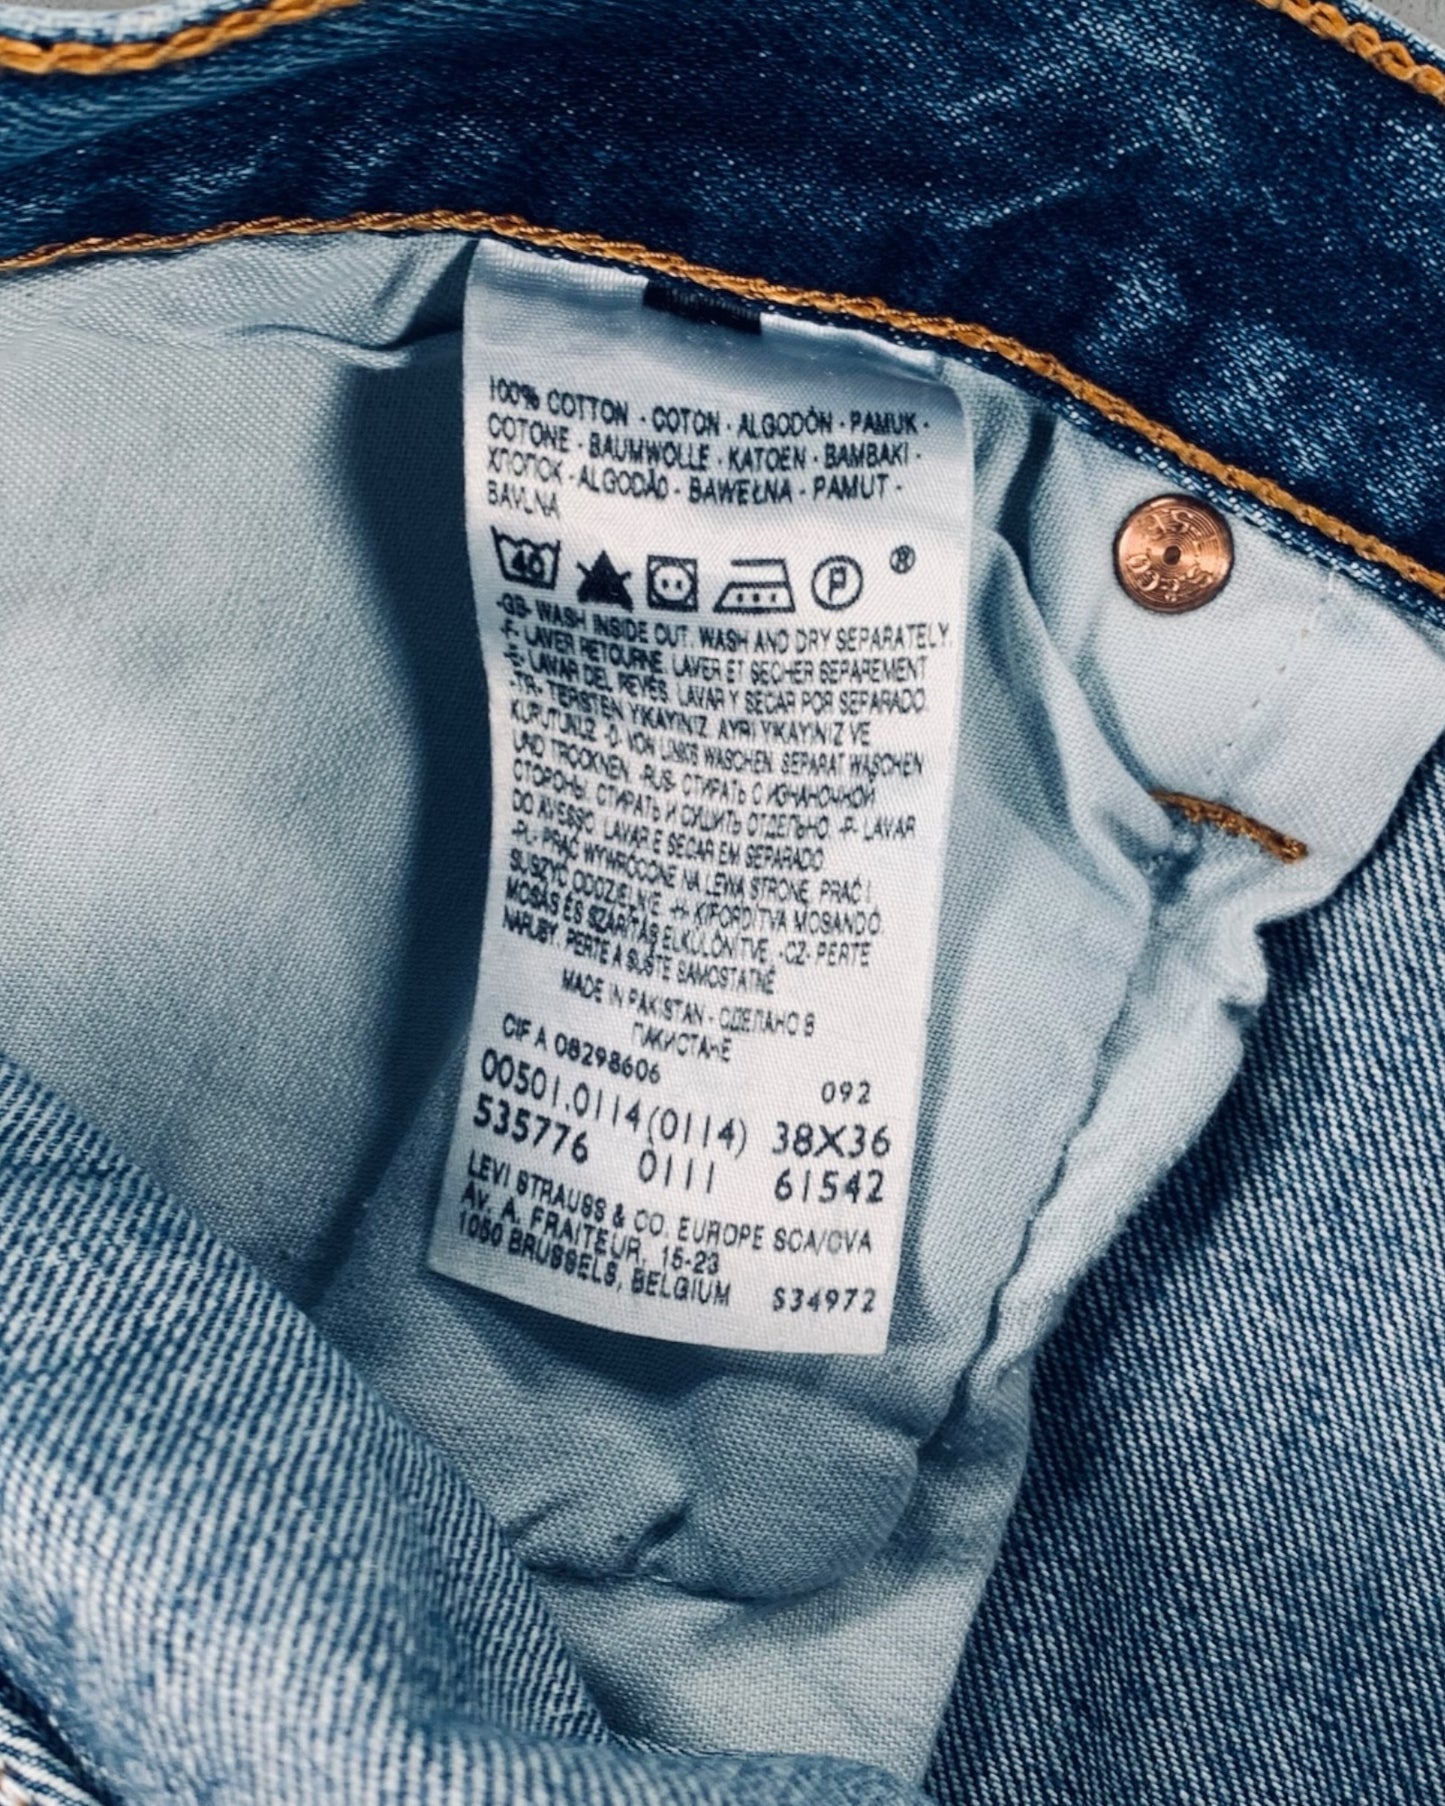 100% COTTON · COTON · ALGODÓN · PAMUK ·
COTONE · BAUMWOLLE · KATOEN · BAMBAKI ·
ХЛОПОК · ALGODÃO · BAWEŁNA · PAMUT ·
BAVLNA
40 P ®
-GB- WASH INSIDE OUT. WASH AND DRY SEPARATELY.
-F- LAVER RETOURNE. LAVER ET SECHER SEPAREMENT
-E- LAVAR DEL REVÉS. LAVAR Y SECAR POR SEPARADO.
-TR- TERSTEN YIKAYINIZ. AYRI YIKAYINIZ VE
KURUTUNUZ. -D- VON LINKS WASCHEN. SEPARAT WASCHEN
UND TROCKNEN. -RUS- СТИРАТЬ С ИЗНАНОЧНОЙ
СТОРОНЫ. СТИРАТЬ И СУШИТЬ ОТДЕЛЬНО. -P- LAVAR
DO AVESSO. LAVAR E SECAR EM SEPARADO
-PL- PRAĆ WYWRÓCONE NA LEWĄ STRONĘ. PRAĆ I
SUSZYĆ ODDZIELNIE. -H- KIFORDÍTVA MOSANDÓ.
MOSÁS ÉS SZÁRÍTÁS ELKÜLÖNÍTVE. -CZ- PERTE
NARUBY. PERTE A SUŠTE SAMOSTATNĚ
MADE IN PAKISTAN - СДЕЛАНО В
ПАКИСТАНЕ
CIF A 08298606 092
00501.0114(0114) 38X36
535776 0111 61542
LEVI STRAUSS & CO. EUROPE SCA/CVA
AV. A. FRAITEUR, 15-23
1050 BRUSSELS, BELGIUM S34972